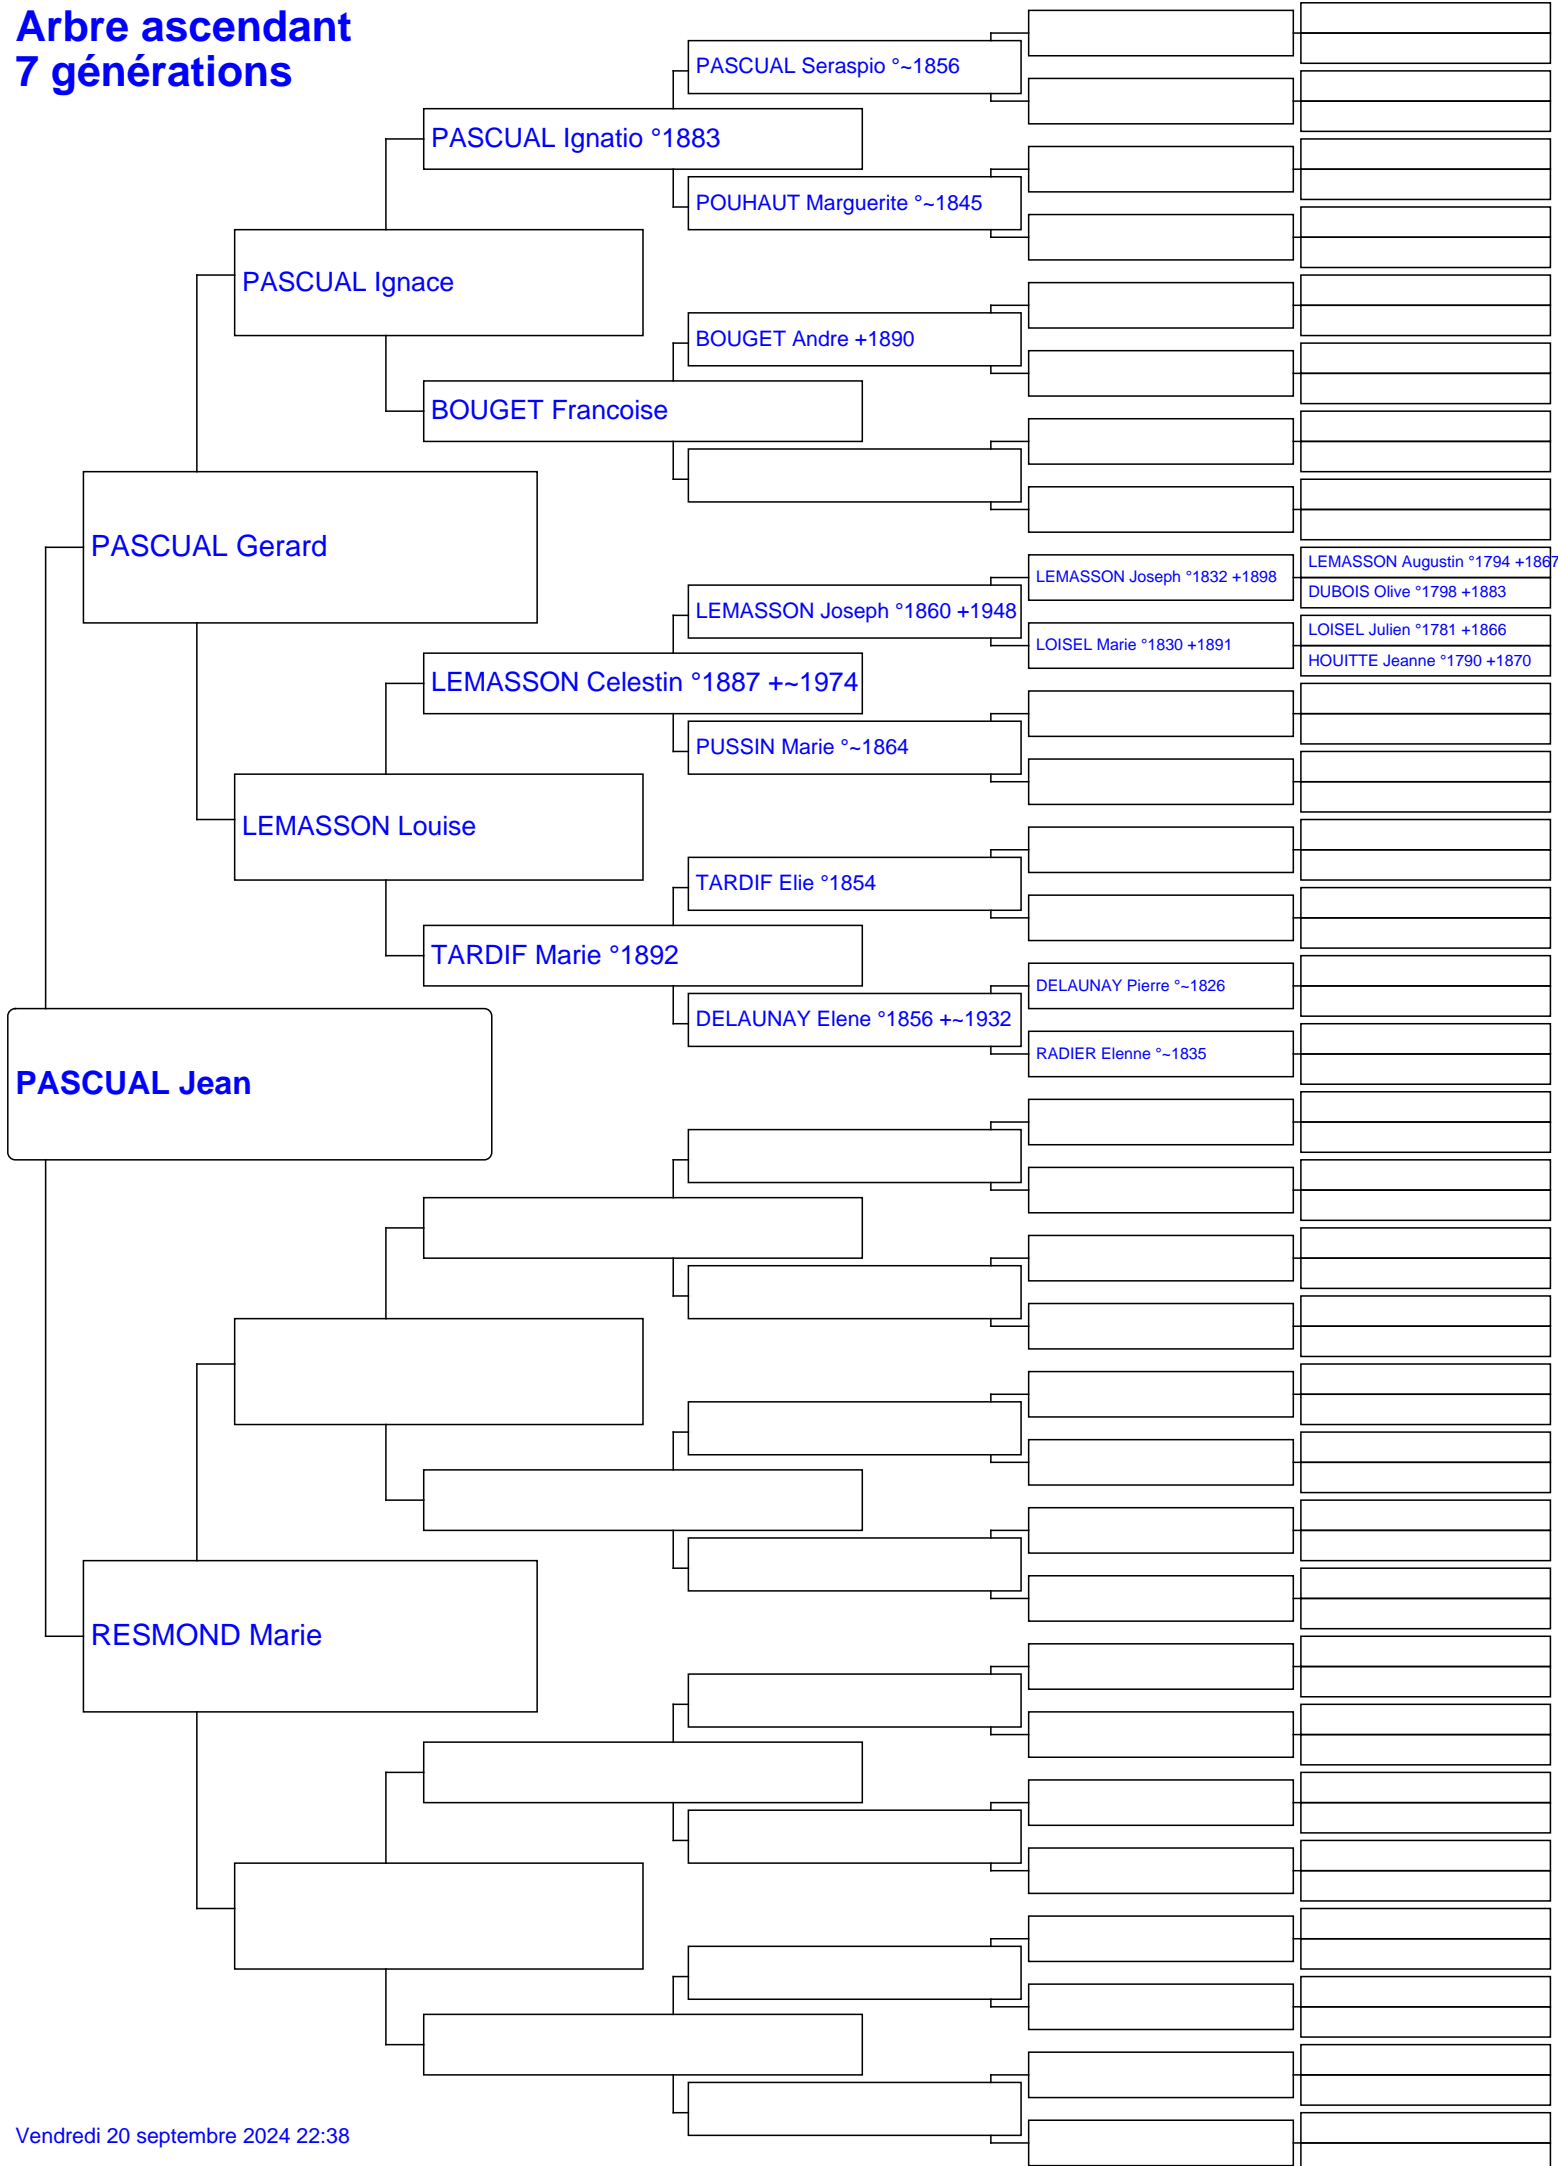 Arbre ascendant
7 générations
PASCUAL Seraspio °~1856
PASCUAL Ignatio °1883
POUHAUT Marguerite °~1845
PASCUAL Ignace
BOUGET Andre +1890
BOUGET Francoise
PASCUAL Gerard
LEMASSON Augustin °1794 +1867
LEMASSON Joseph °1832 +1898
DUBOIS Olive °1798 +1883
LEMASSON Joseph °1860 +1948
LOISEL Julien °1781 +1866
LOISEL Marie °1830 +1891
HOUITTE Jeanne °1790 +1870
LEMASSON Celestin °1887 +~1974
PUSSIN Marie °~1864
LEMASSON Louise
TARDIF Elie °1854
TARDIF Marie °1892
DELAUNAY Pierre °~1826
DELAUNAY Elene °1856 +~1932
RADIER Elenne °~1835
PASCUAL Jean
RESMOND Marie
Vendredi 20 septembre 2024 22:38